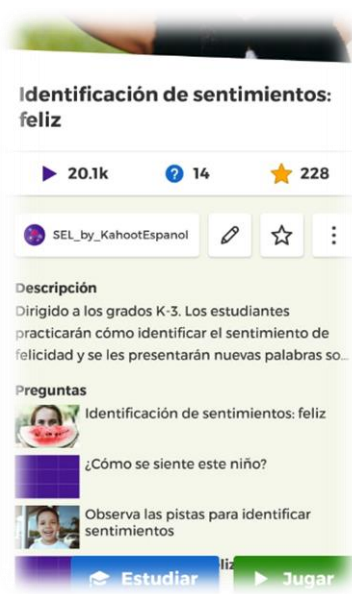 Identificación de sentimientos:
feliz
20.1k
14
228
SEL_by_KahootEspanol
Descripción
Dirigido a los grados K-3. Los estudiantes
practicarán cómo identificar el sentimiento de
felicidad y se les presentarán nuevas palabras so...
Preguntas
Identificación de sentimientos: feliz
¿Cómo se siente este niño?
Observa las pistas para identificar
sentimientos
Estudiar
Jugar